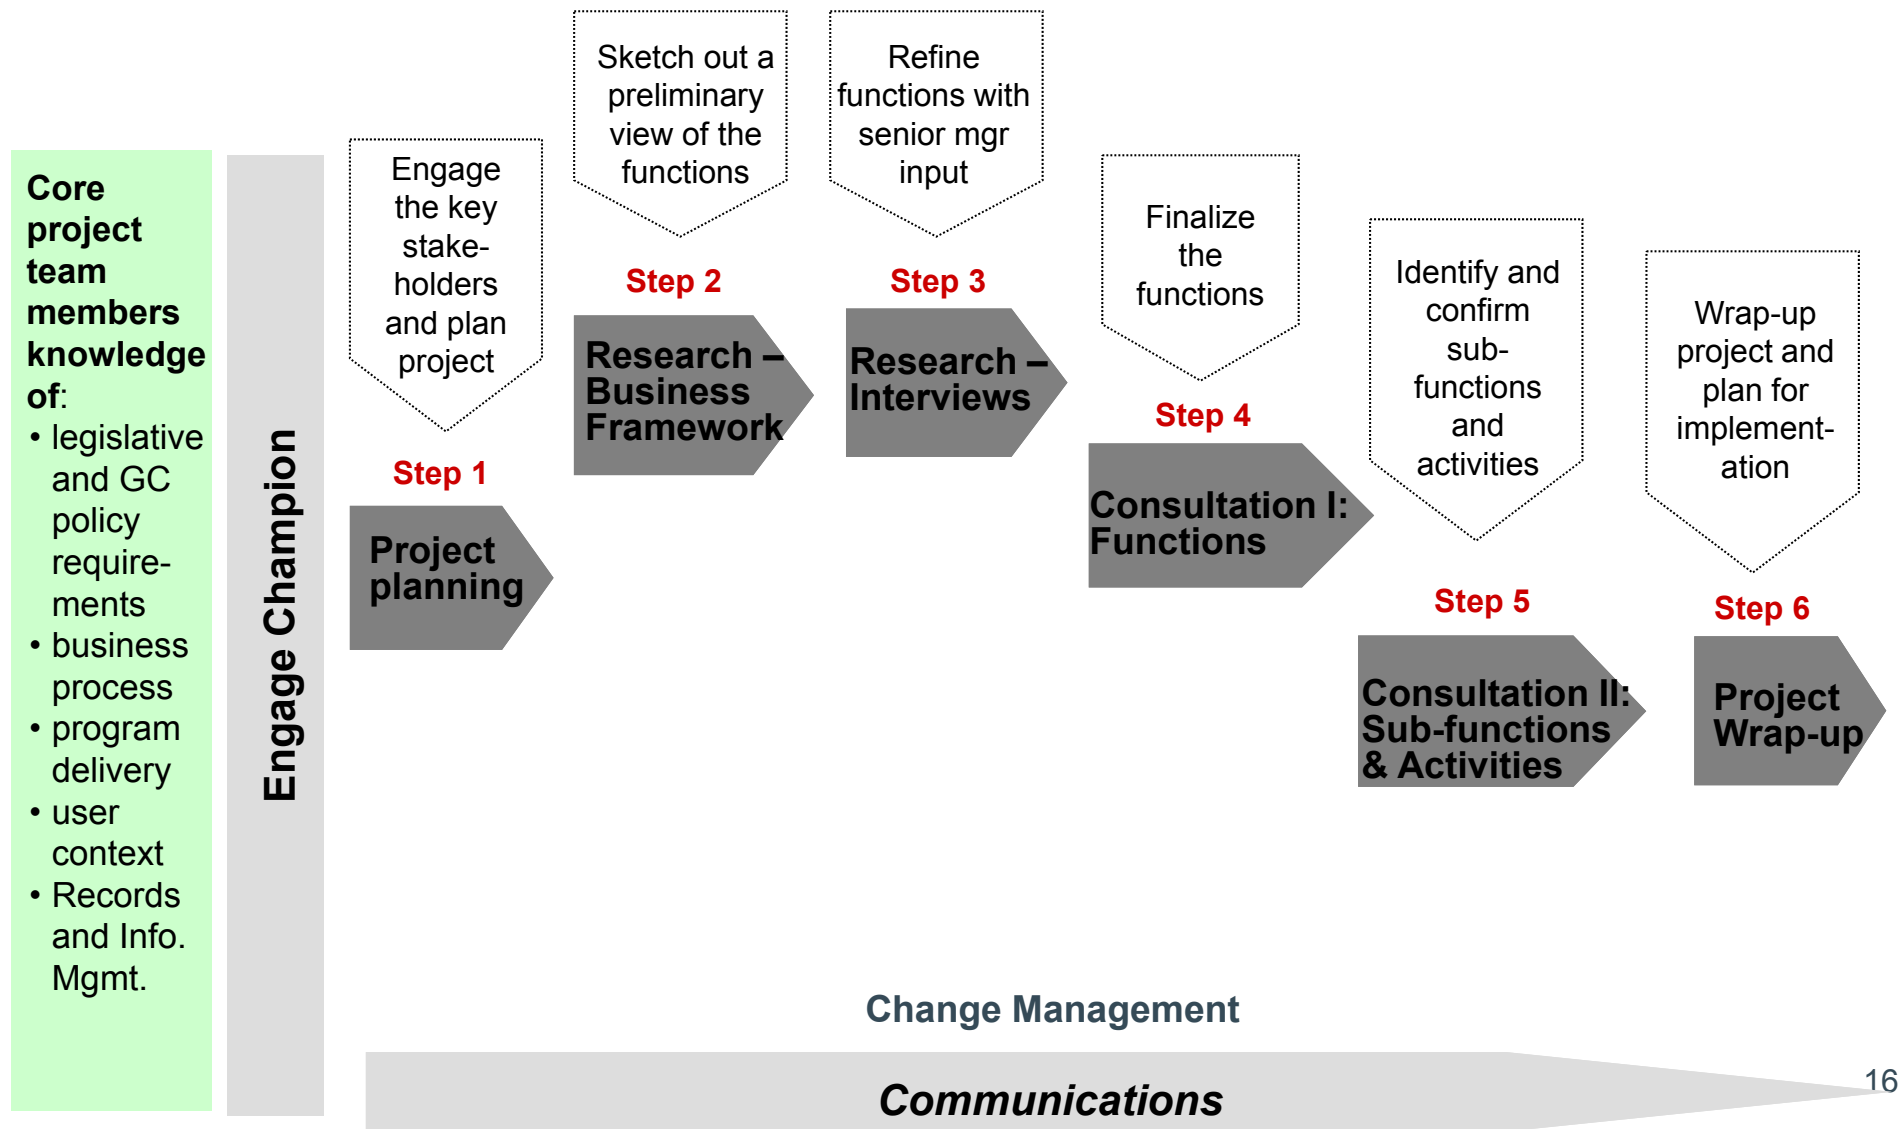 Core
project
team
members
knowledge
of:
• legislative
and GC
policy
require-
ments
• business
process
• program
delivery
• user
context
• Records
and Info.
Mgmt.
Engage Champion
Engage
the key
stake-
holders
and plan
project
Step 1
Project
planning
Sketch out a
preliminary
view of the
functions
Step 2
Research –
Business
Framework
Refine
functions with
senior mgr
input
Step 3
Research –
Interviews
Finalize
the
functions
Step 4
Consultation I:
Functions
Identify and
confirm
sub-
functions
and
activities
Step 5
Consultation II:
Sub-functions
& Activities
Wrap-up
project and
plan for
implement-
ation
Step 6
Project
Wrap-up
Change Management
Communications
16